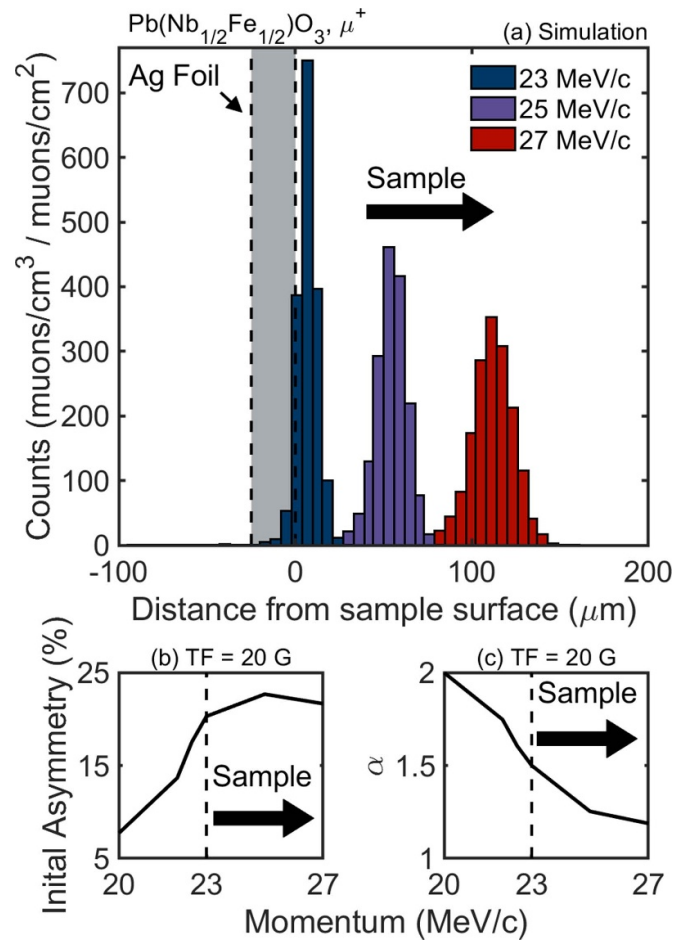 Pb(Nb1/2Fe1/2)O3, μ+
(a) Simulation
Ag Foil
23 MeV/c
25 MeV/c
27 MeV/c
Sample
Counts (muons/cm3 / muons/cm2)
700
600
500
400
300
200
100
0
-100 0 100 200
Distance from sample surface (μm)
(b) TF = 20 G
Inital Asymmetry (%)
25
15
5
Sample
20 23 27
(c) TF = 20 G
α
2
1.5
1
Sample
20 23 27
Momentum (MeV/c)